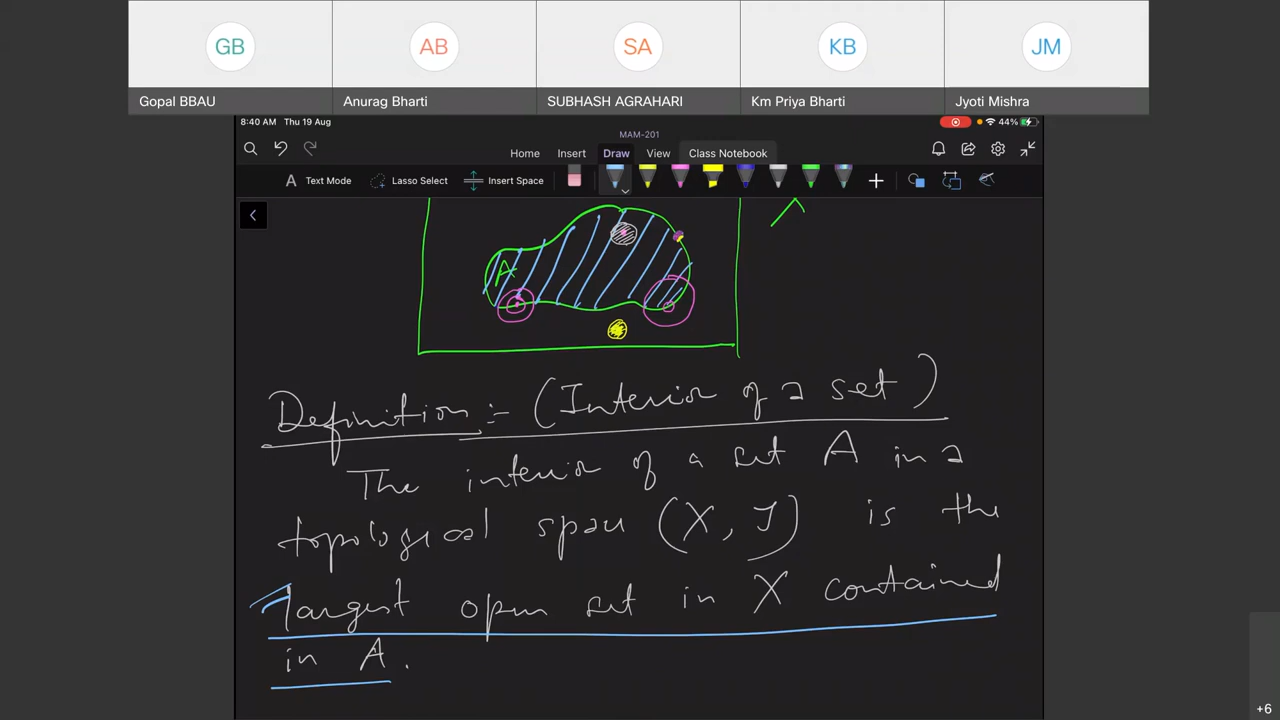 GB AB SA KB JM
Gopal BBAU Anurag Bharti SUBHASH AGRAHARI Km Priya Bharti Jyoti Mishra
8:40 AM Thu 19 Aug 44%
MAM-201
Home Insert Draw View Class Notebook
A Text Mode Lasso Select Insert Space
A
Definition :- (Interior of a set)
The interior of a set A in a
topological space (X, J) is the
largest open set in X contained
in A.
+6